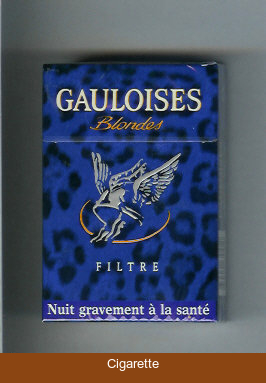 GAULOISES
Blondes
FILTRE
Nuit gravement à la santé
Cigarette